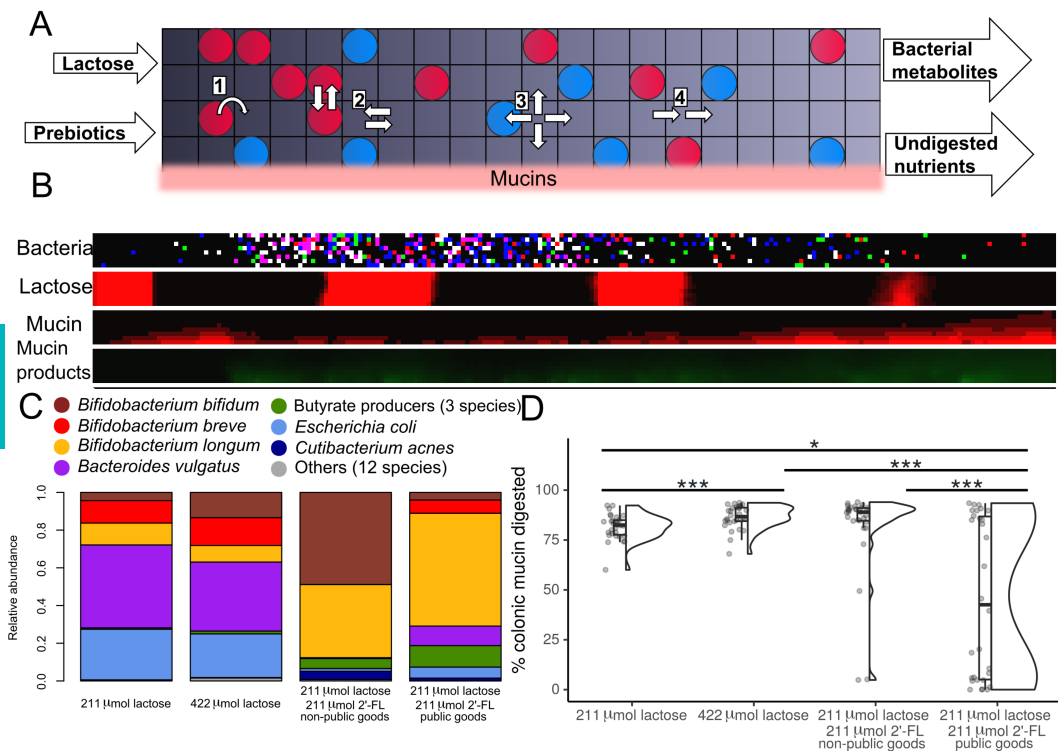 A
Lactose
Prebiotics
1
2
3
4
Bacterial
metabolites
Undigested
nutrients
Mucins
B
Bacteria
Lactose
Mucin
Mucin
products
C
Bifidobacterium bifidum
Bifidobacterium breve
Bifidobacterium longum
Bacteroides vulgatus
Butyrate producers (3 species)
Escherichia coli
Cutibacterium acnes
Others (12 species)
Relative abundance
1.0
0.8
0.6
0.4
0.2
0.0
211 μmol lactose
422 μmol lactose
211 μmol lactose
211 μmol 2'-FL
non-public goods
211 μmol lactose
211 μmol 2'-FL
public goods
D
% colonic mucin digested
100
75
50
25
0
*
***
***
***
211 μmol lactose
422 μmol lactose
211 μmol lactose
211 μmol 2'-FL
non-public goods
211 μmol lactose
211 μmol 2'-FL
public goods